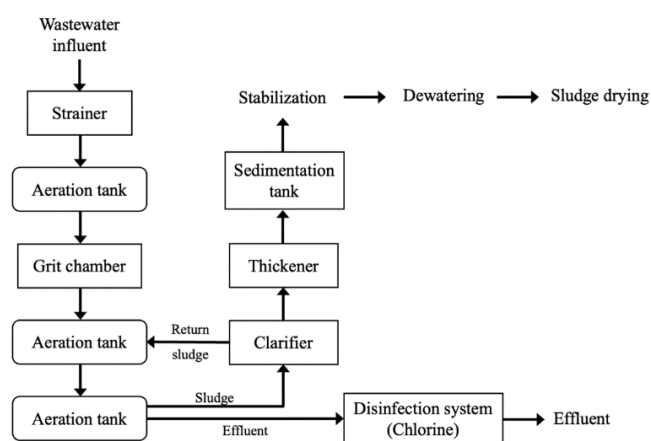 Wastewater
influent
Strainer
Aeration tank
Grit chamber
Aeration tank
Aeration tank
Return
sludge
Sludge
Effluent
Clarifier
Thickener
Sedimentation
tank
Stabilization
Dewatering
Sludge drying
Disinfection system
(Chlorine)
Effluent